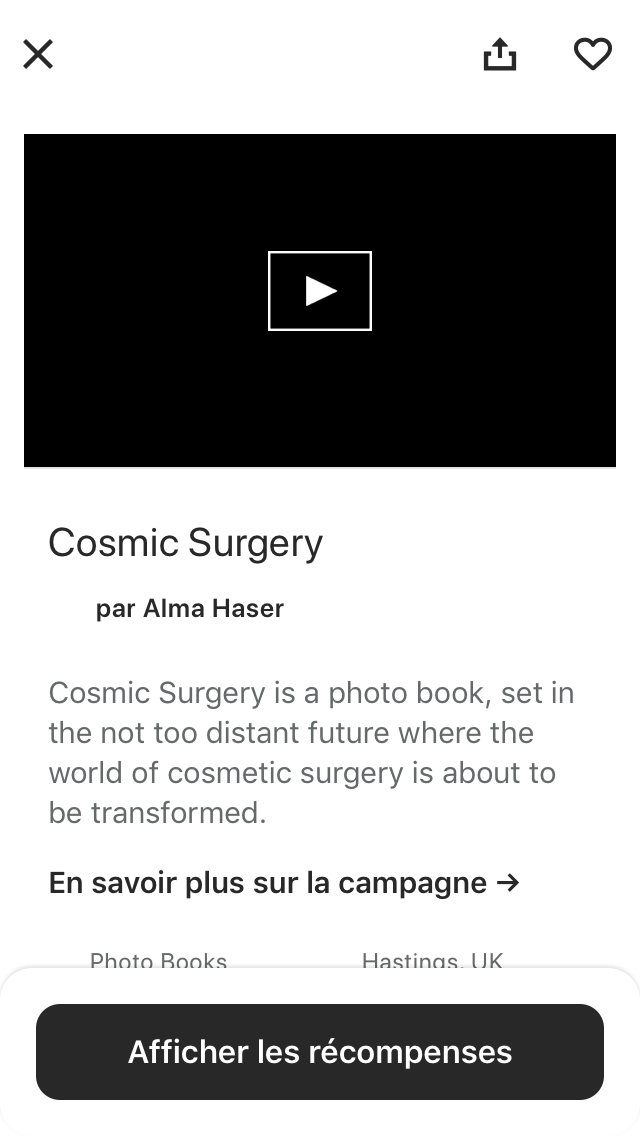 Cosmic Surgery
par Alma Haser
Cosmic Surgery is a photo book, set in
the not too distant future where the
world of cosmetic surgery is about to
be transformed.
En savoir plus sur la campagne →
Photo Books
Hastings, UK
Afficher les récompenses